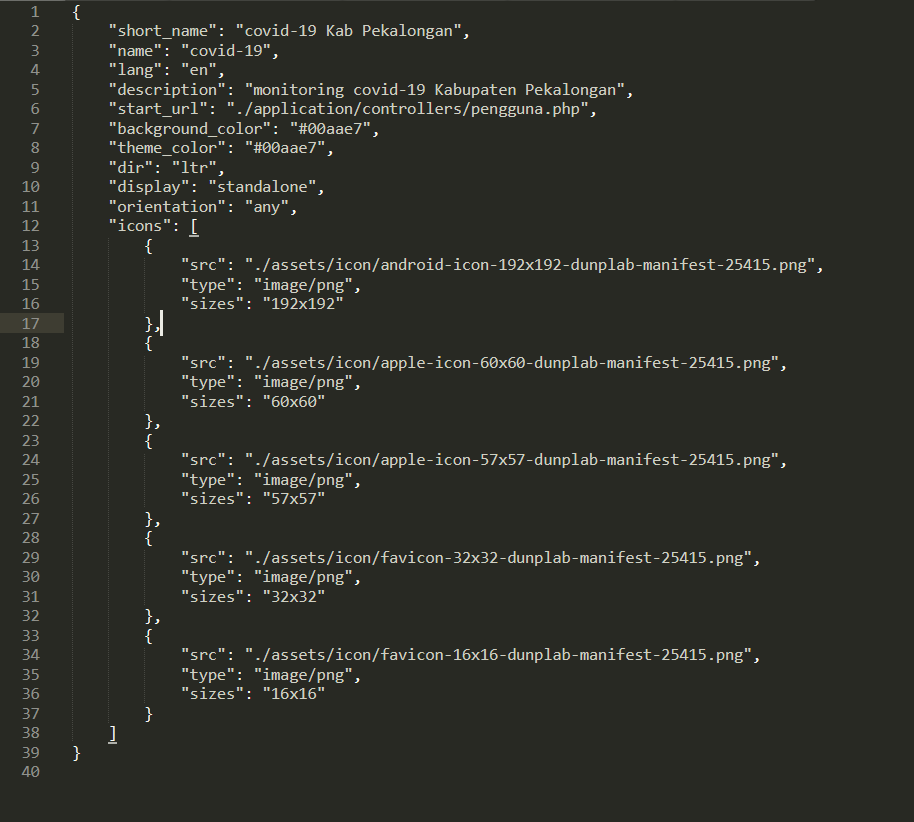 1 {
2 "short_name": "covid-19 Kab Pekalongan",
3 "name": "covid-19",
4 "lang": "en",
5 "description": "monitoring covid-19 Kabupaten Pekalongan",
6 "start_url": "./application/controllers/pengguna.php",
7 "background_color": "#00aae7",
8 "theme_color": "#00aae7",
9 "dir": "ltr",
10 "display": "standalone",
11 "orientation": "any",
12 "icons": [
13 {
14 "src": "./assets/icon/android-icon-192x192-dunplab-manifest-25415.png",
15 "type": "image/png",
16 "sizes": "192x192"
17 },
18 {
19 "src": "./assets/icon/apple-icon-60x60-dunplab-manifest-25415.png",
20 "type": "image/png",
21 "sizes": "60x60"
22 },
23 {
24 "src": "./assets/icon/apple-icon-57x57-dunplab-manifest-25415.png",
25 "type": "image/png",
26 "sizes": "57x57"
27 },
28 {
29 "src": "./assets/icon/favicon-32x32-dunplab-manifest-25415.png",
30 "type": "image/png",
31 "sizes": "32x32"
32 },
33 {
34 "src": "./assets/icon/favicon-16x16-dunplab-manifest-25415.png",
35 "type": "image/png",
36 "sizes": "16x16"
37 }
38 ]
39 }
40